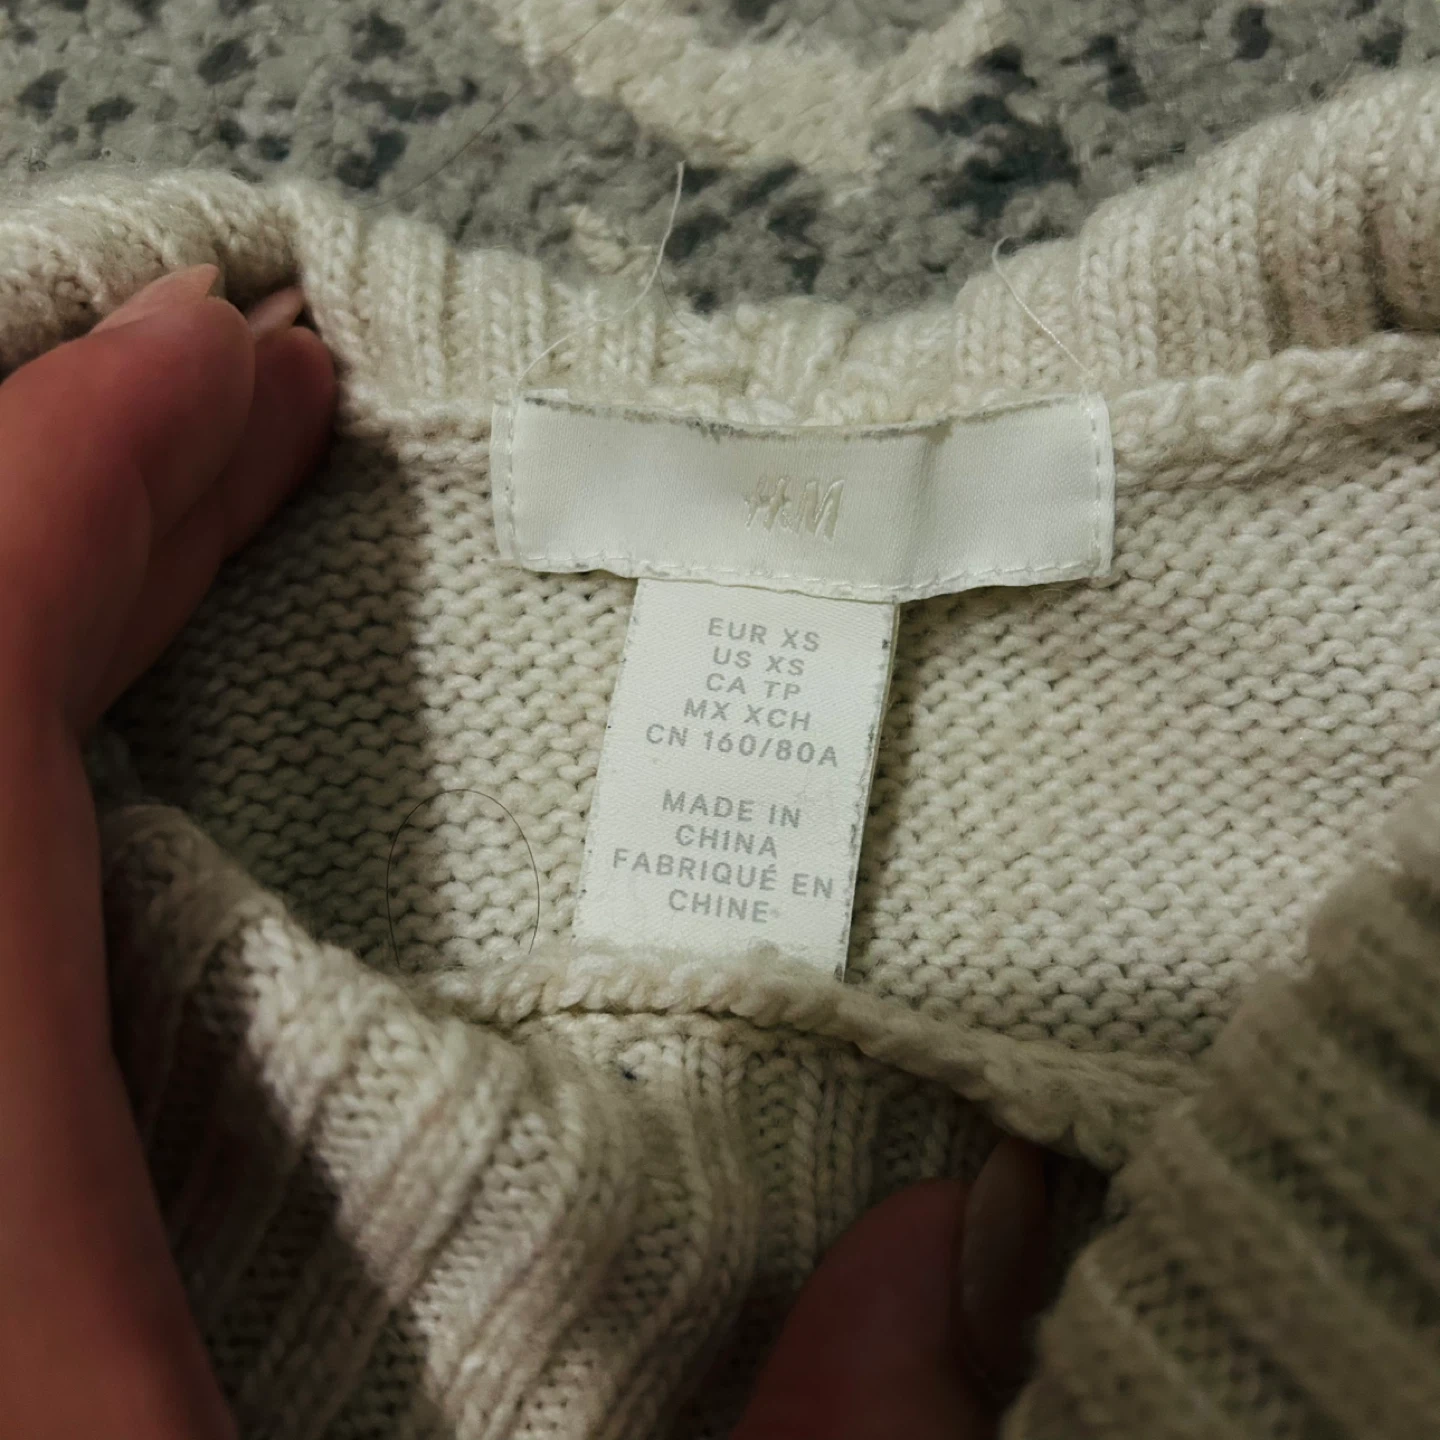 H&M
EUR XS
US XS
CA TP
MX XCH
CN 160/80A
MADE IN
CHINA
FABRIQUÉ EN
CHINE